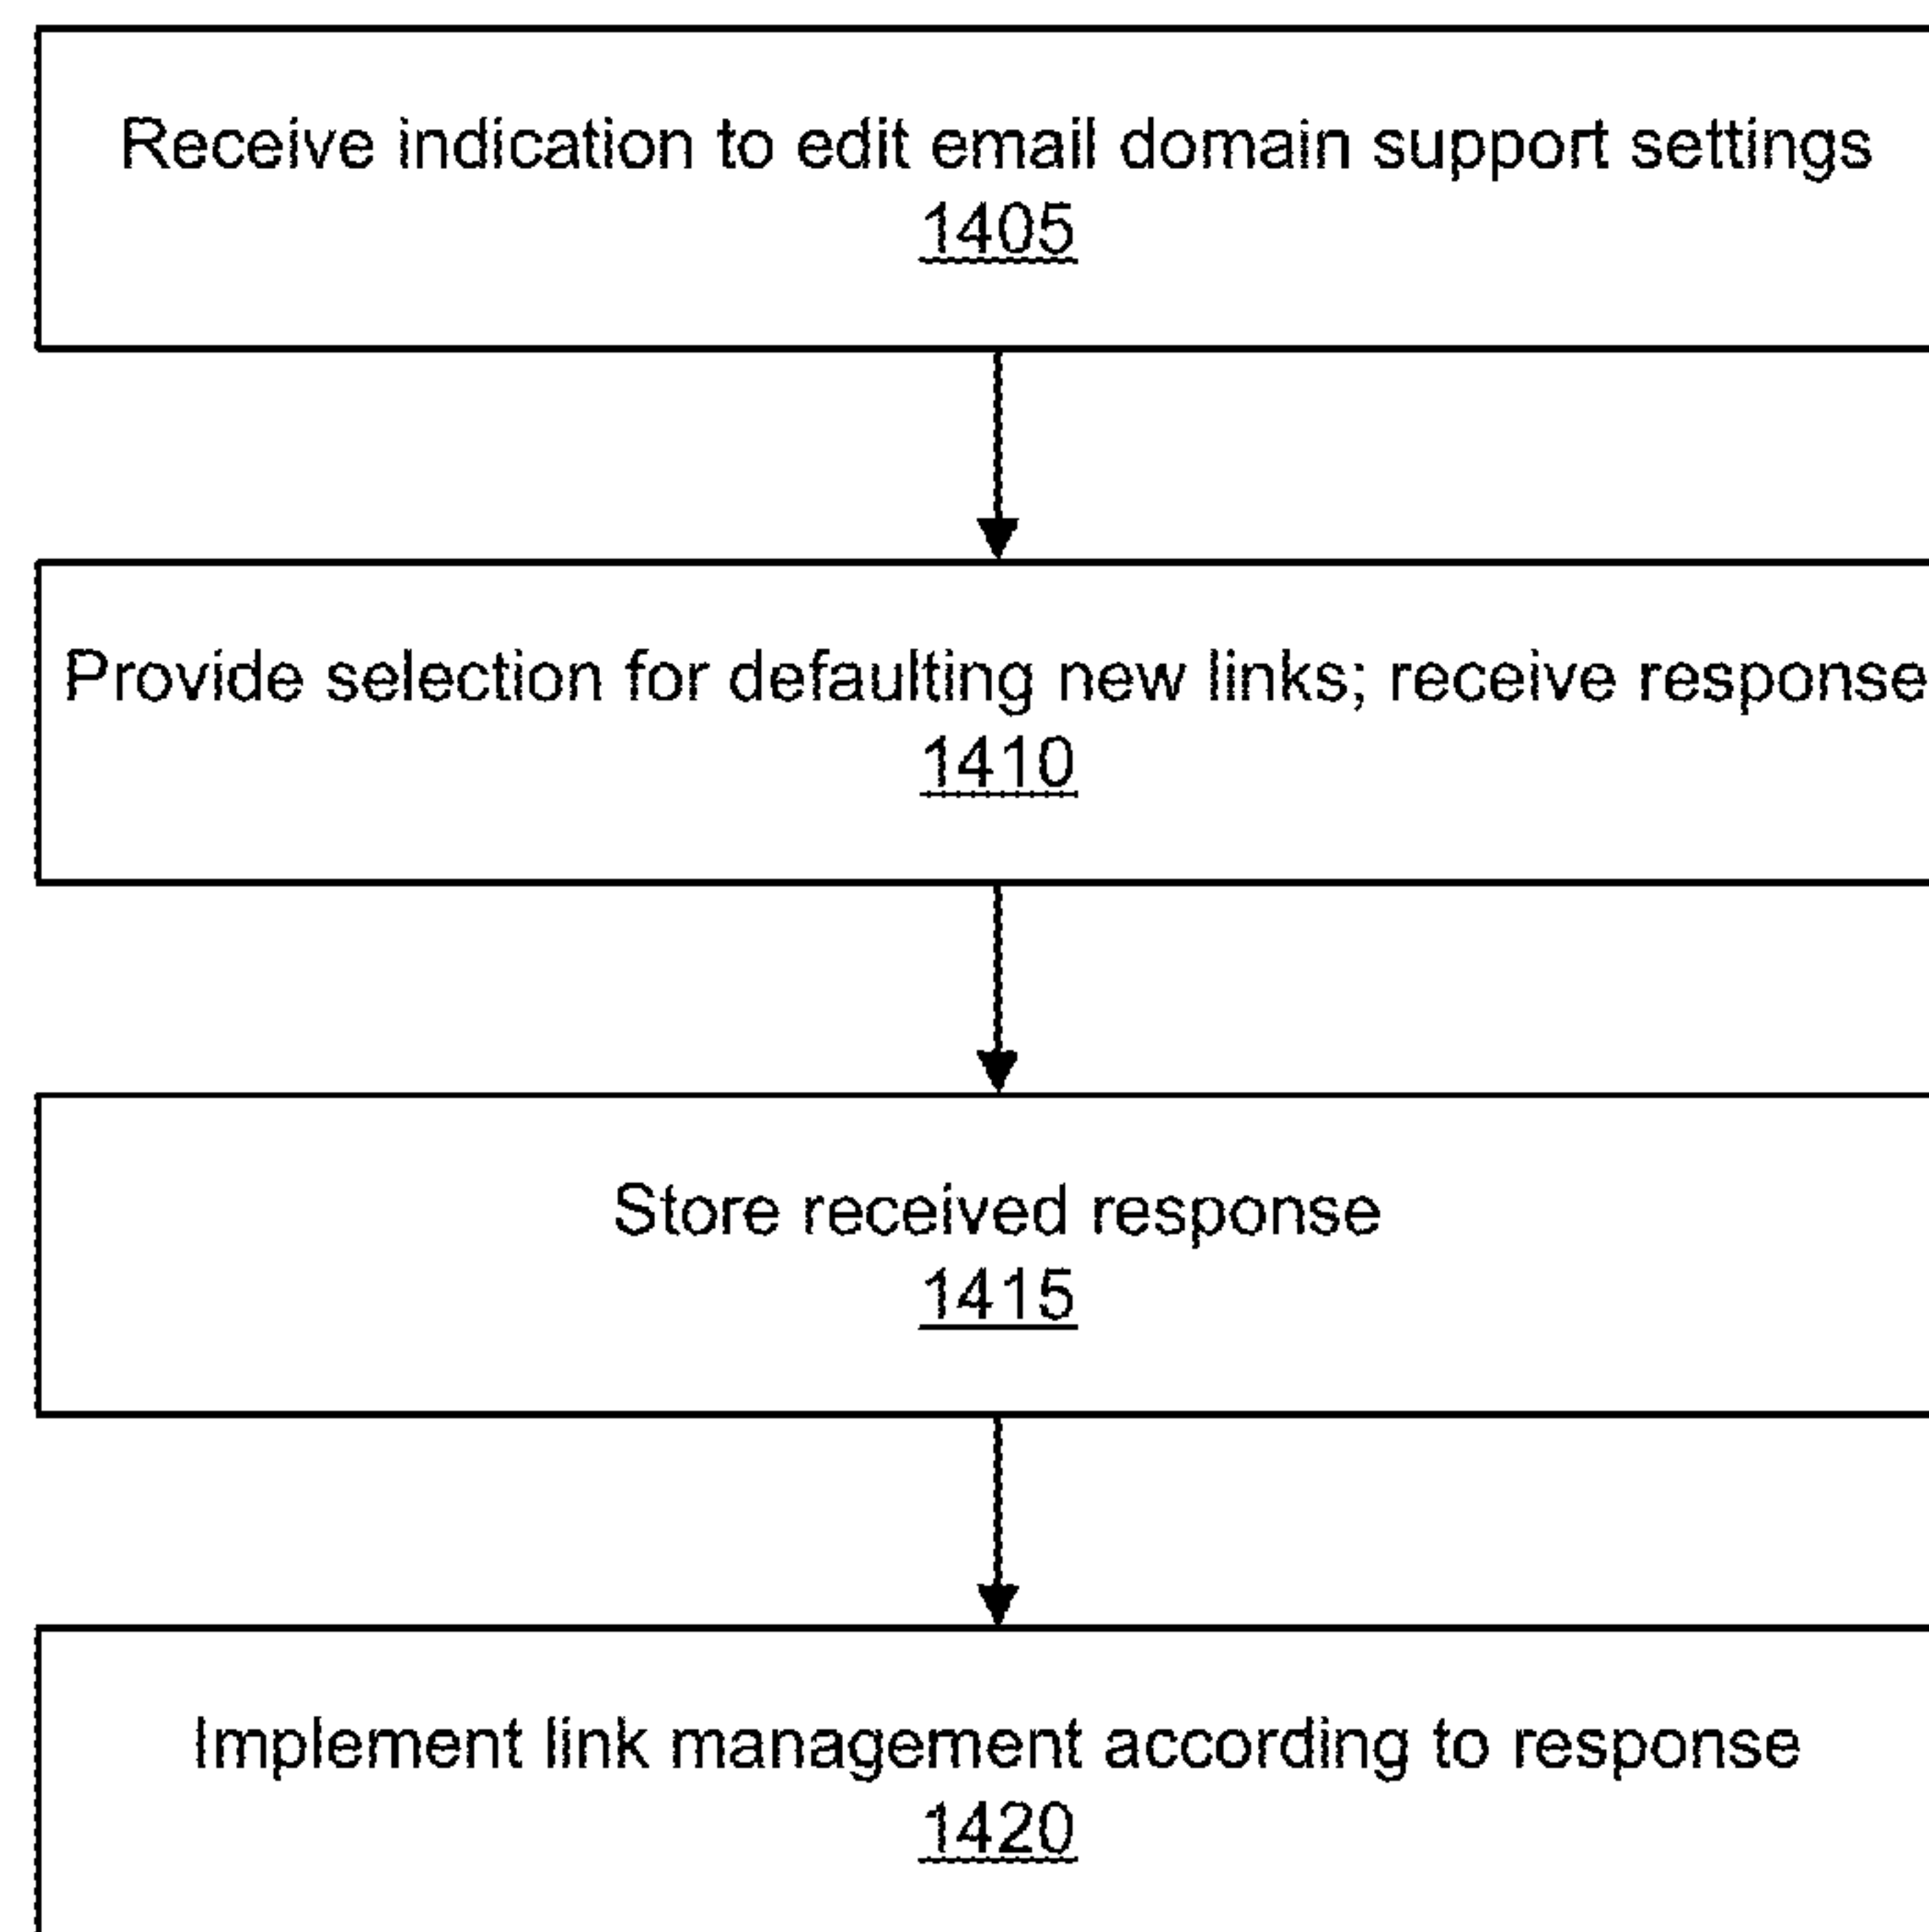 Receive indication to edit email domain support settings
1405
Provide selection for defaulting new links; receive response
1410
Store received response
1415
Implement link management according to response
1420